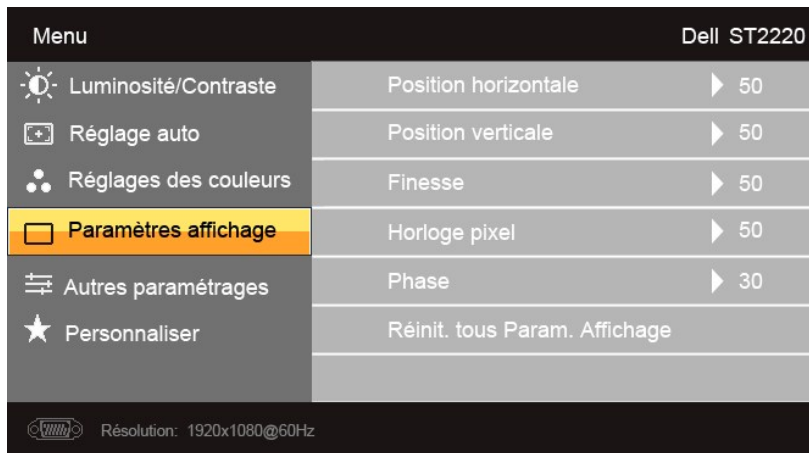 Menu
Dell ST2220
Luminosité/Contraste
Réglage auto
Réglages des couleurs
Paramètres affichage
Autres paramétrages
Personnaliser
Position horizontale 50
Position verticale 50
Finesse 50
Horloge pixel 50
Phase 30
Réinit. tous Param. Affichage
Résolution: 1920x1080@60Hz